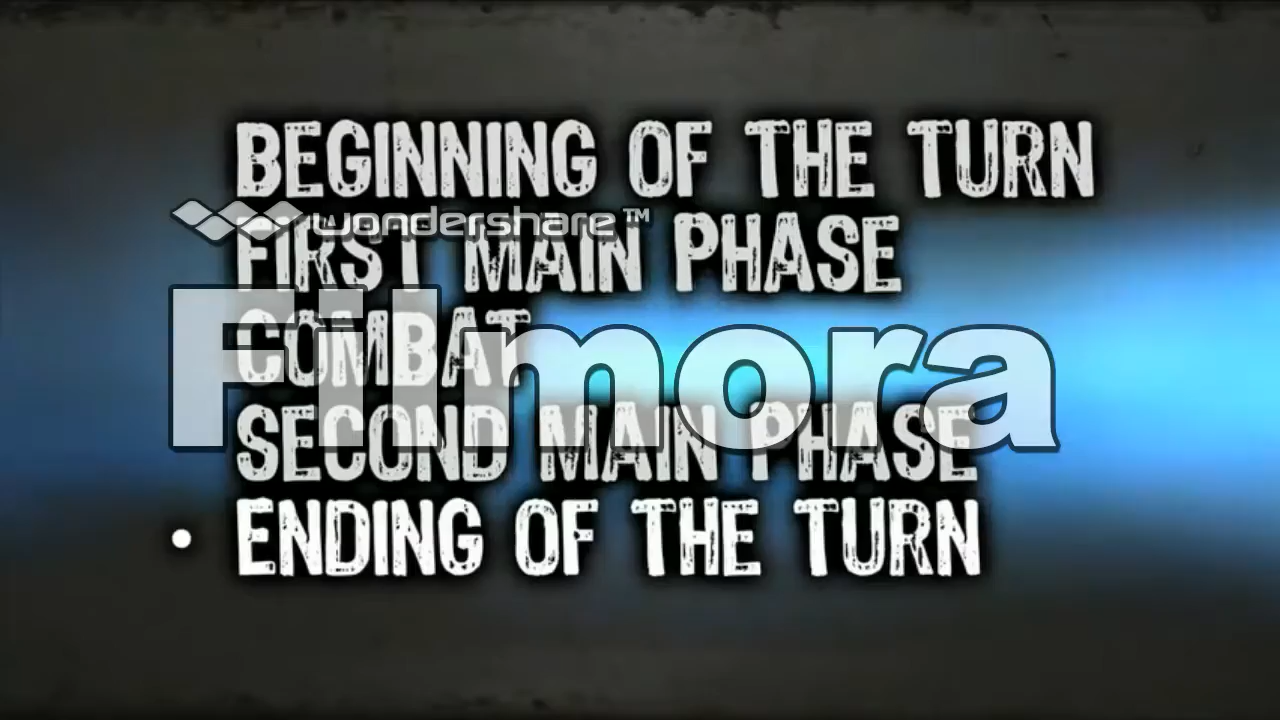 BEGINNING OF THE TURN
wondershare™
FIRST MAIN PHASE
Filmora
COMBAT
SECOND MAIN PHASE
• ENDING OF THE TURN